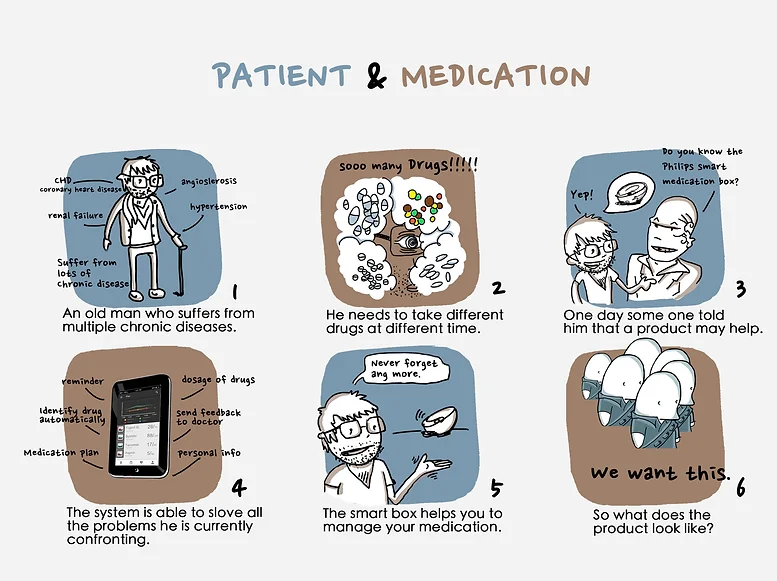 PATIENT & MEDICATION
CHD
coronary heart disease
angioslerosis
renal failure
hypertension
Suffer from
lots of
chronic disease
1
An old man who suffers from
multiple chronic diseases.
sooo many Drugs!!!!!
2
He needs to take different
drugs at different time.
Do you know the
Philips smart
medication box?
Yep!
3
One day some one told
him that a product may help.
reminder
dosage of drugs
Identify drug
automatically
send feedback
to doctor
Medication plan
personal info
4
The system is able to slove all
the problems he is currently
confronting.
Never forget
ang more.
5
The smart box helps you to
manage your medication.
we want this.
6
So what does the
product look like?